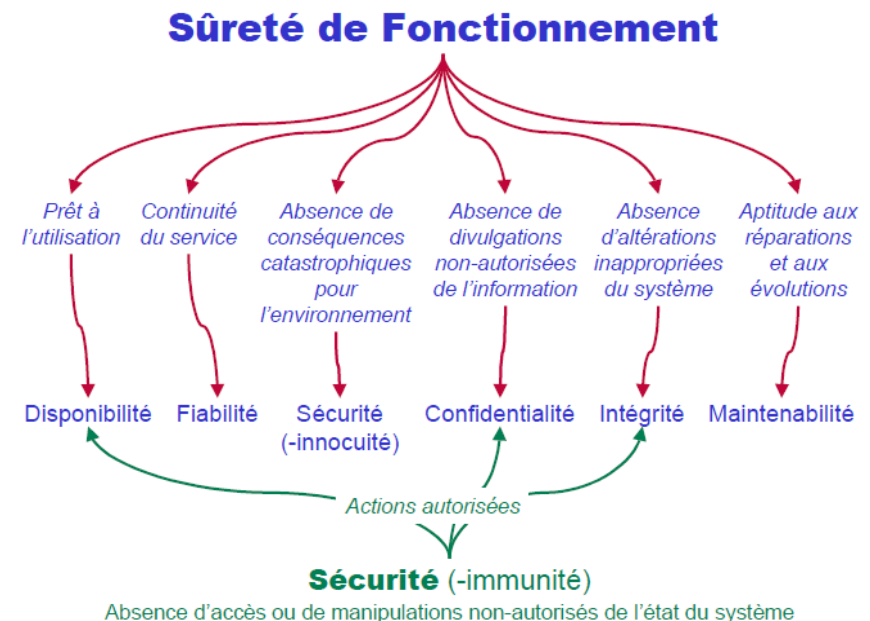 Sûreté de Fonctionnement
Prêt à
l'utilisation
Continuité
du service
Absence de
conséquences
catastrophiques
pour
l'environnement
Absence de
divulgations
non-autorisées
de l'information
Absence
d'altérations
inappropriées
du système
Aptitude aux
réparations
et aux
évolutions
Disponibilité
Fiabilité
Sécurité
(-innocuité)
Confidentialité
Intégrité
Maintenabilité
Actions autorisées
Sécurité (-immunité)
Absence d'accès ou de manipulations non-autorisés de l'état du système